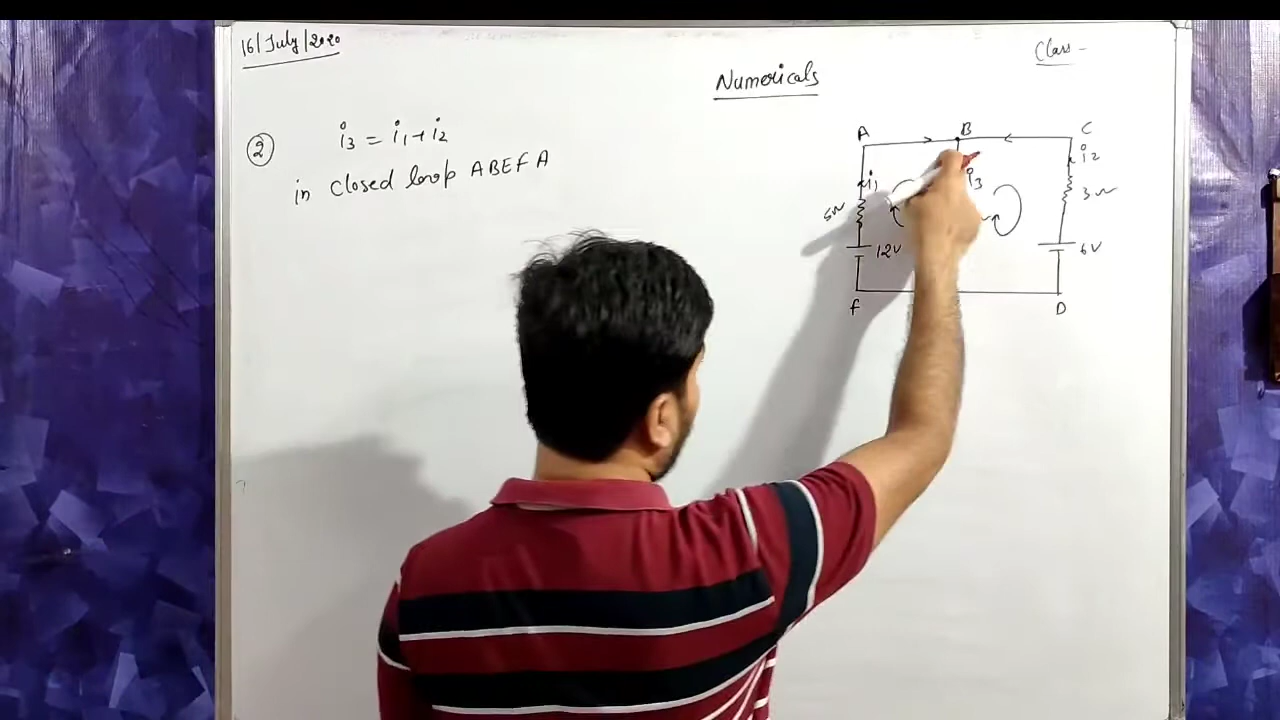 16/July/2020
Class -
Numericals
② i3 = i1 + i2
in closed loop ABEFA
A B C
i2
i1 i3
3Ω
5Ω
12V 6V
F D